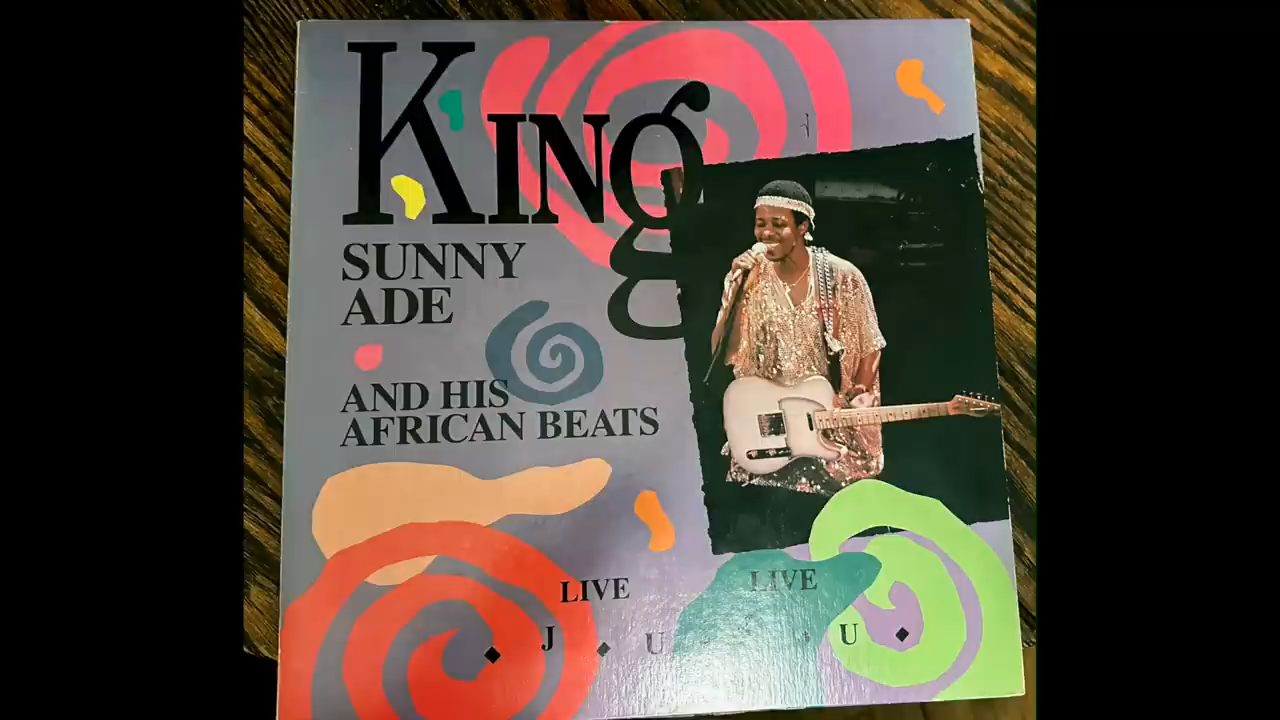 King
SUNNY
ADE
AND HIS
AFRICAN BEATS
LIVE LIVE
J U U